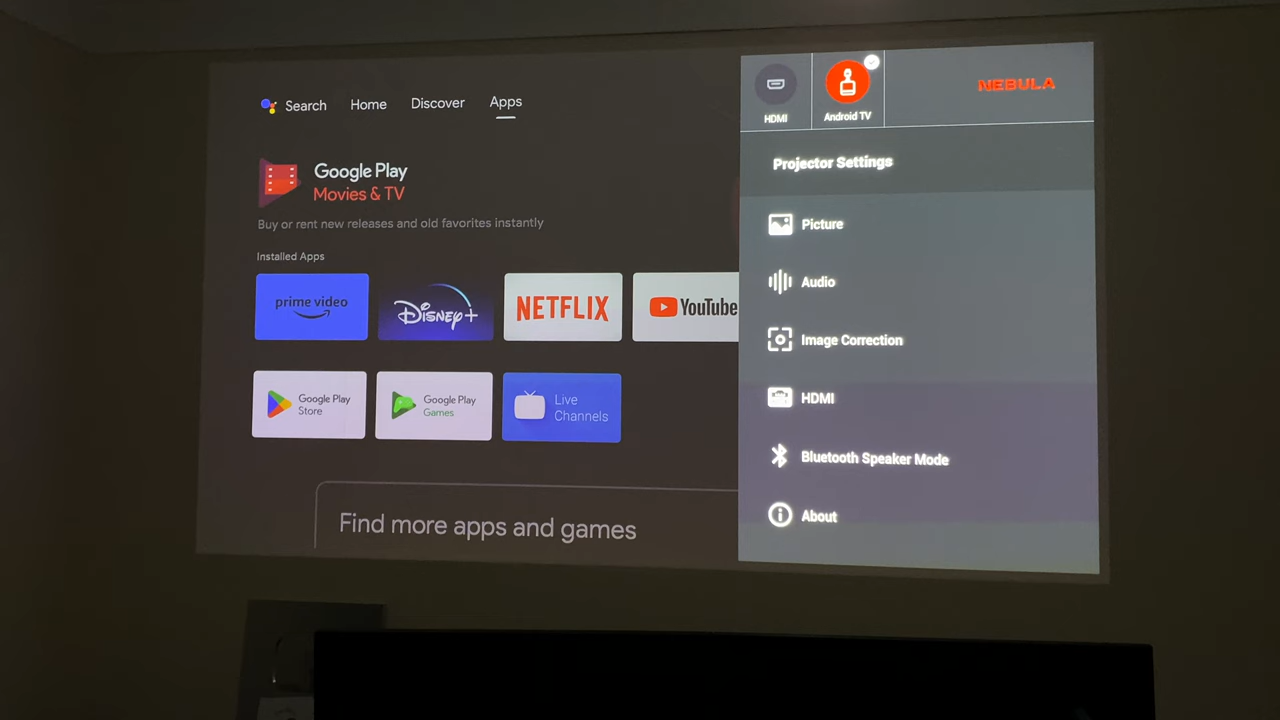 Search Home Discover Apps
Google Play
Movies & TV
Buy or rent new releases and old favorites instantly
Installed Apps
prime video
Disney+
NETFLIX
YouTube
Google Play
Store
Google Play
Games
Live
Channels
Find more apps and games
HDMI
Android TV
NEBULA
Projector Settings
Picture
Audio
Image Correction
HDMI
Bluetooth Speaker Mode
About